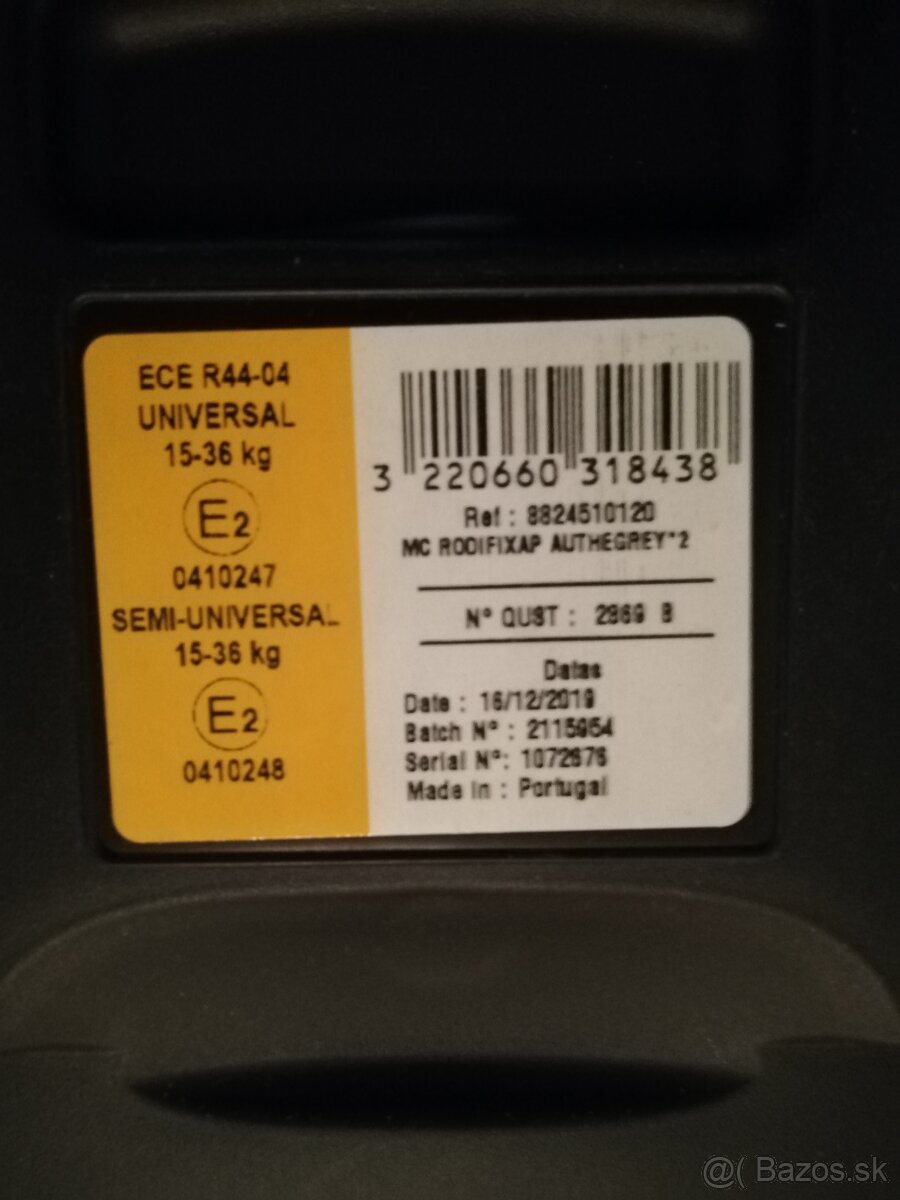 ECE R44-04
UNIVERSAL
15-36 kg
E2
0410247
SEMI-UNIVERSAL
15-36 kg
E2
0410248
3 220660 318438
Ref : 8824510120
MC RODIFIXAP AUTHEGREY*2
N° QUST : 2869 B
Datas
Date : 16/12/2019
Batch N° : 2115954
Serial N°: 1072676
Made in : Portugal
@( Bazos.sk